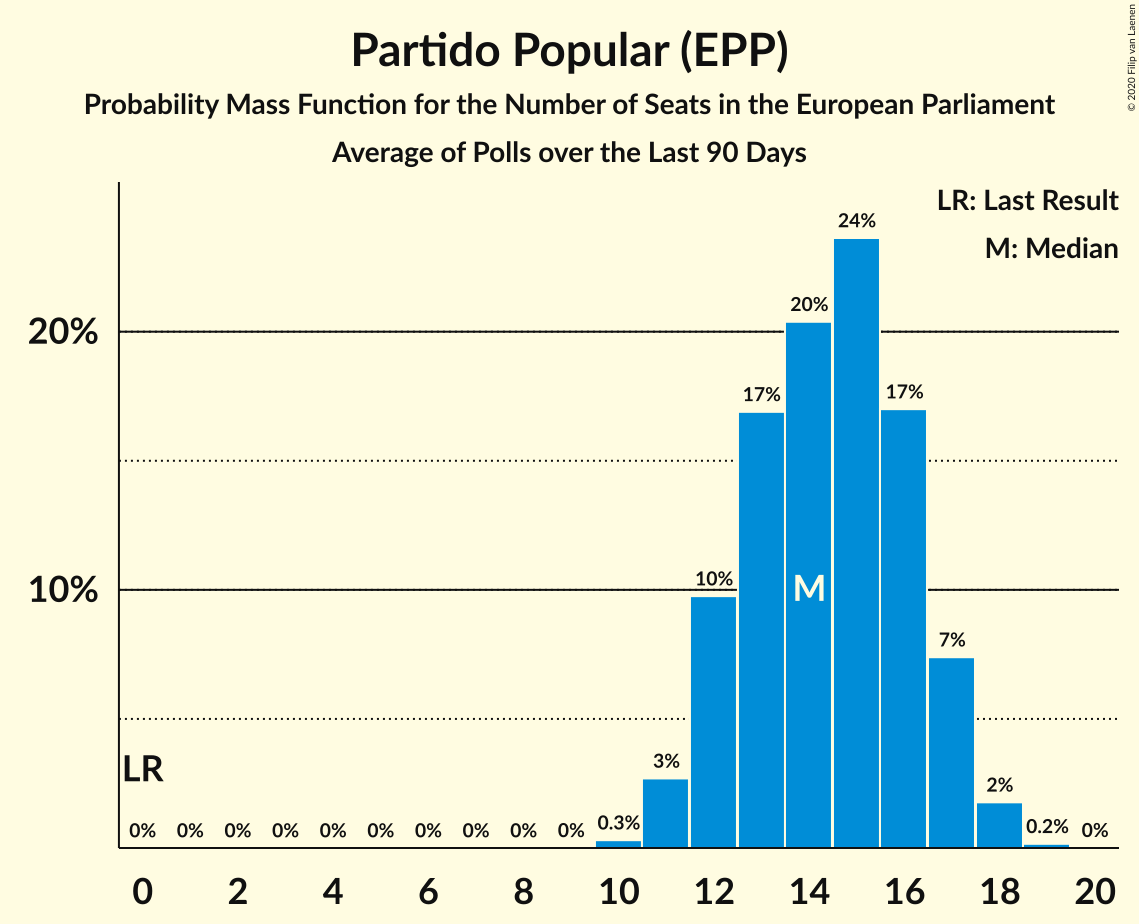 Partido Popular (EPP)
Probability Mass Function for the Number of Seats in the European Parliament
Average of Polls over the Last 90 Days
© 2020 Filip van Laenen
LR: Last Result
M: Median
24%
20%
20%
17%
17%
10%
10%
M
7%
3%
2%
LR
0%
0%
0%
0%
0%
0%
0%
0%
0%
0%
0.3%
0.2%
0%
0 2 4 6 8 10 12 14 16 18 20